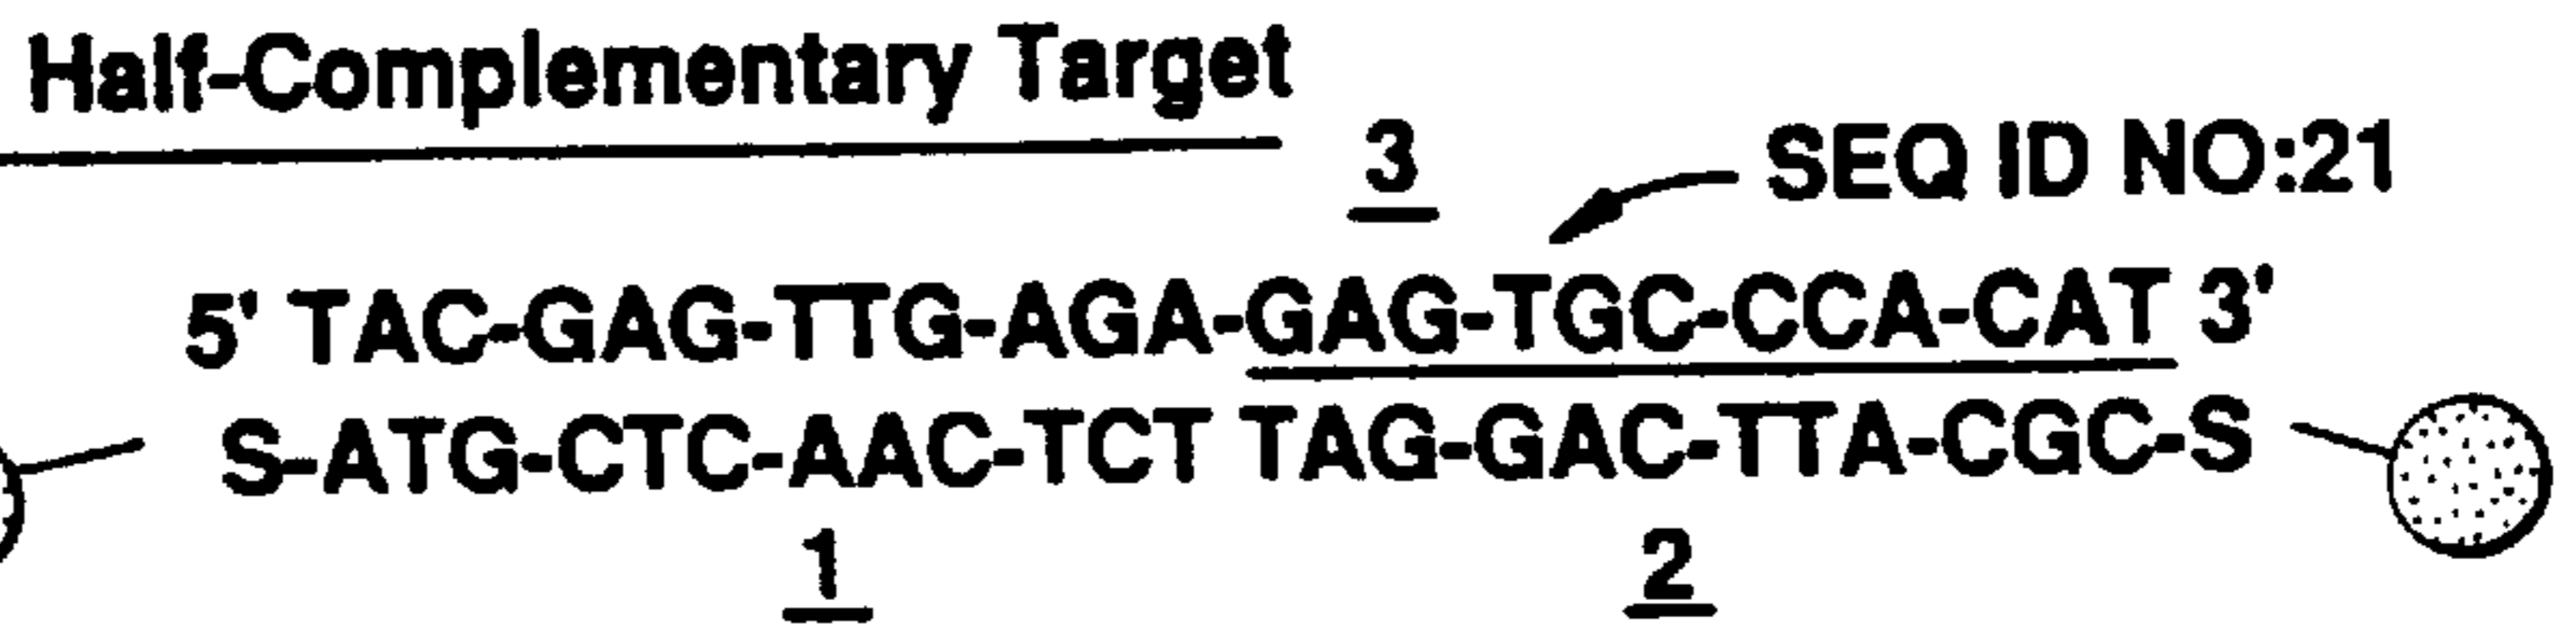 Half-Complementary Target
3
SEQ ID NO:21
5' TAC-GAG-TTG-AGA-GAG-TGC-CCA-CAT 3'
S-ATG-CTC-AAC-TCT TAG-GAC-TTA-CGC-S
1 2